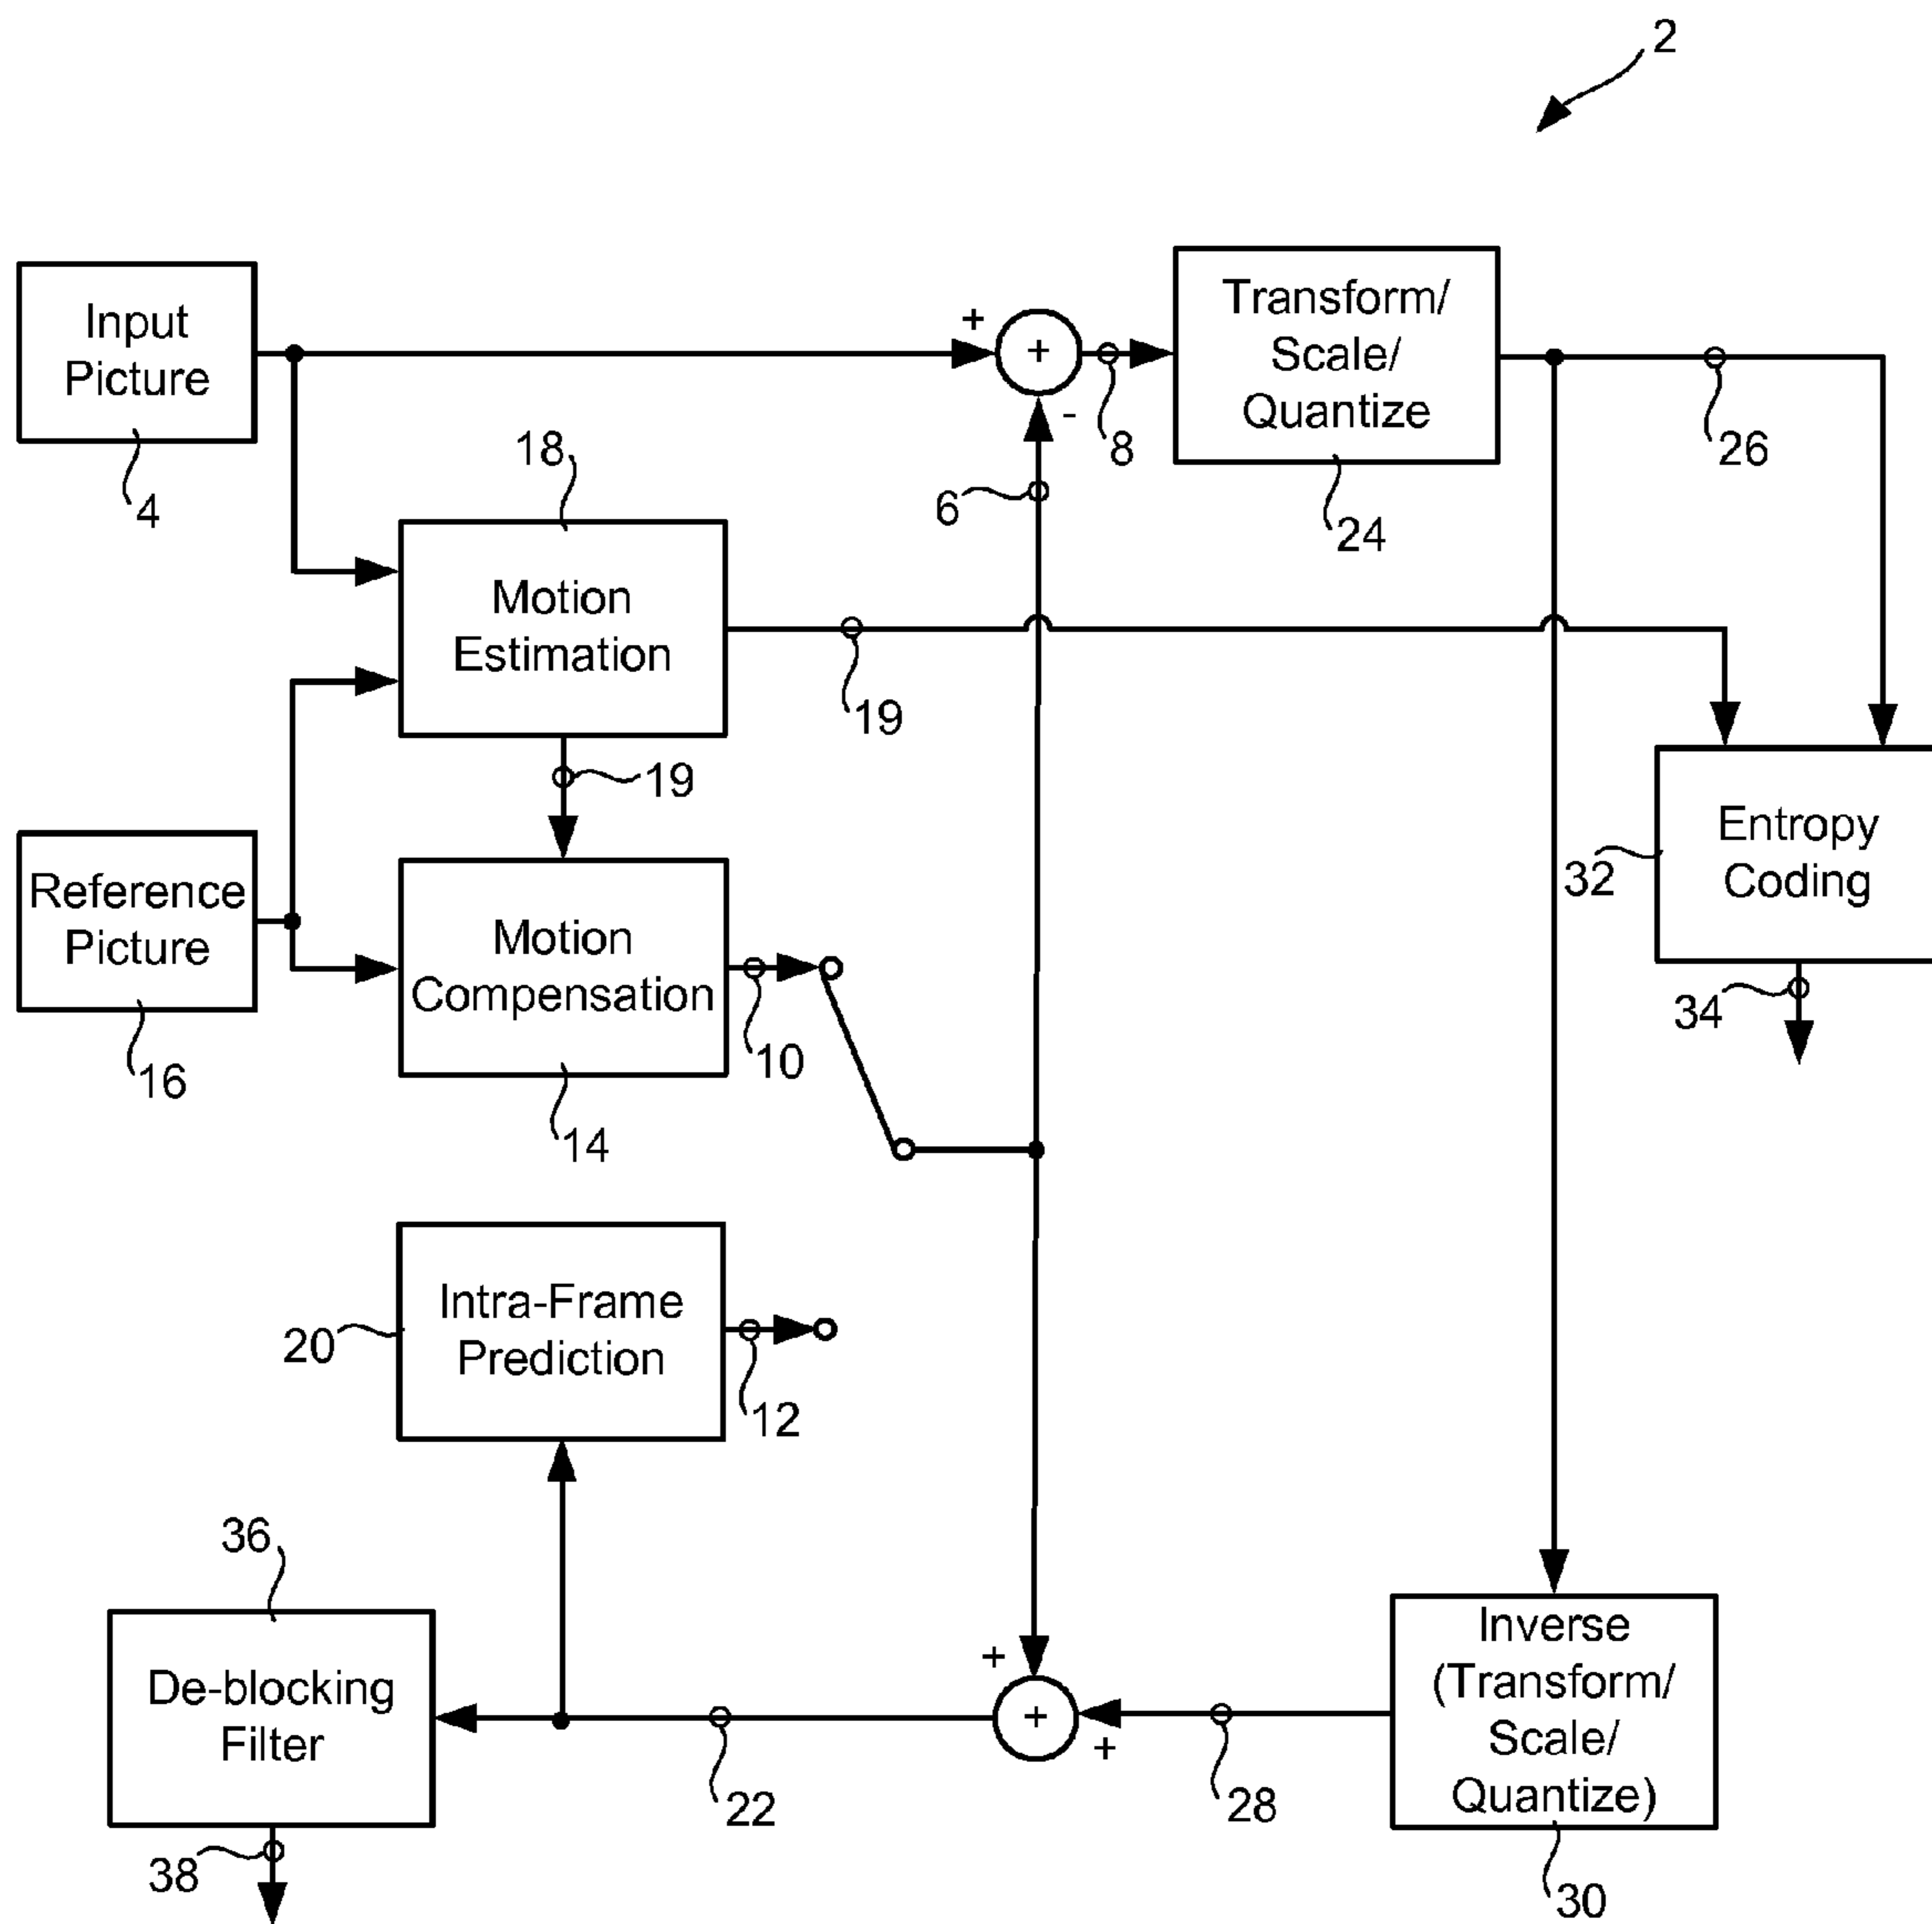 2
Input
Picture
4
+
+
-
8
6
Transform/
Scale/
Quantize
24
26
18
Motion
Estimation
19
19
Reference
Picture
16
Motion
Compensation
10
14
Entropy
Coding
32
34
Intra-Frame
Prediction
20
12
36
De-blocking
Filter
38
22
+
+
+
28
Inverse
(Transform/
Scale/
Quantize)
30